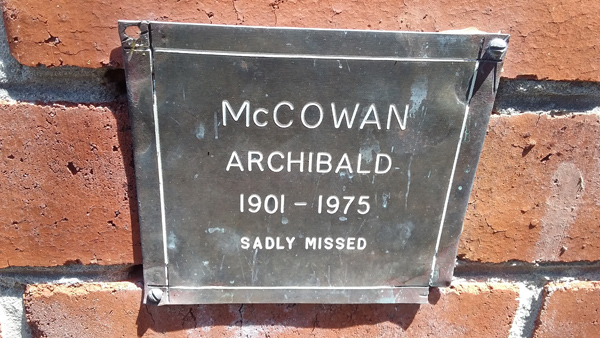 McCOWAN
ARCHIBALD
1901 - 1975
SADLY MISSED